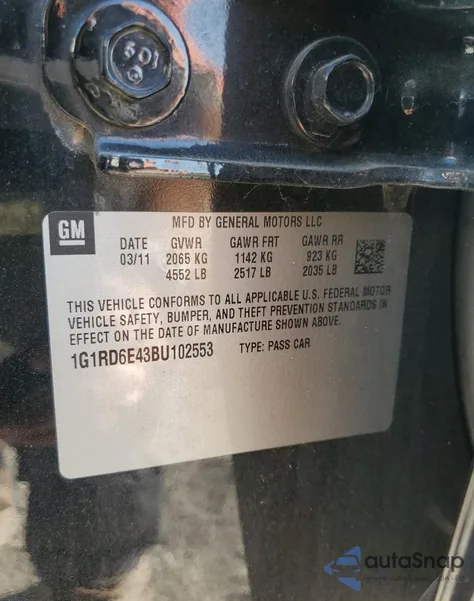 601
GM
MFD BY GENERAL MOTORS LLC
DATE GVWR GAWR FRT GAWR RR
03/11 2065 KG 1142 KG 923 KG
4552 LB 2517 LB 2035 LB
THIS VEHICLE CONFORMS TO ALL APPLICABLE U.S. FEDERAL MOTOR
VEHICLE SAFETY, BUMPER, AND THEFT PREVENTION STANDARDS IN
EFFECT ON THE DATE OF MANUFACTURE SHOWN ABOVE.
1G1RD6E43BU102553 TYPE: PASS CAR
autaSnap